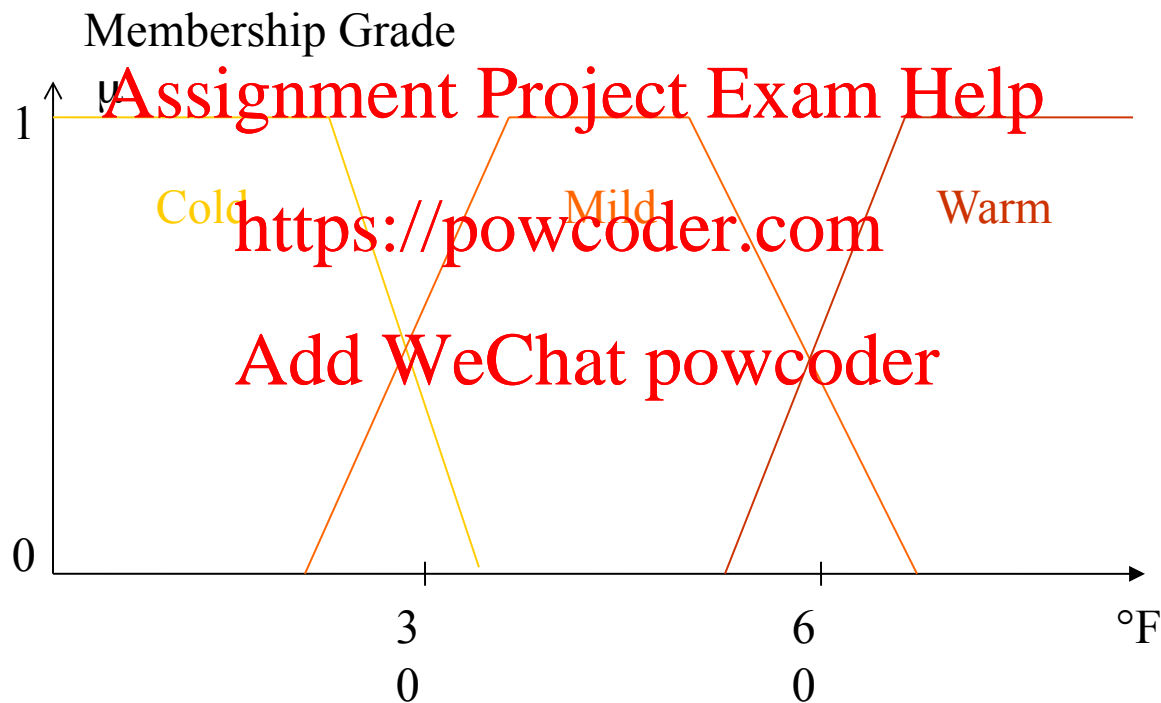 Membership Grade
μ
Assignment Project Exam Help
1
Cold
Mild
Warm
https://powcoder.com
Add WeChat powcoder
0
3
0
6
0
°F